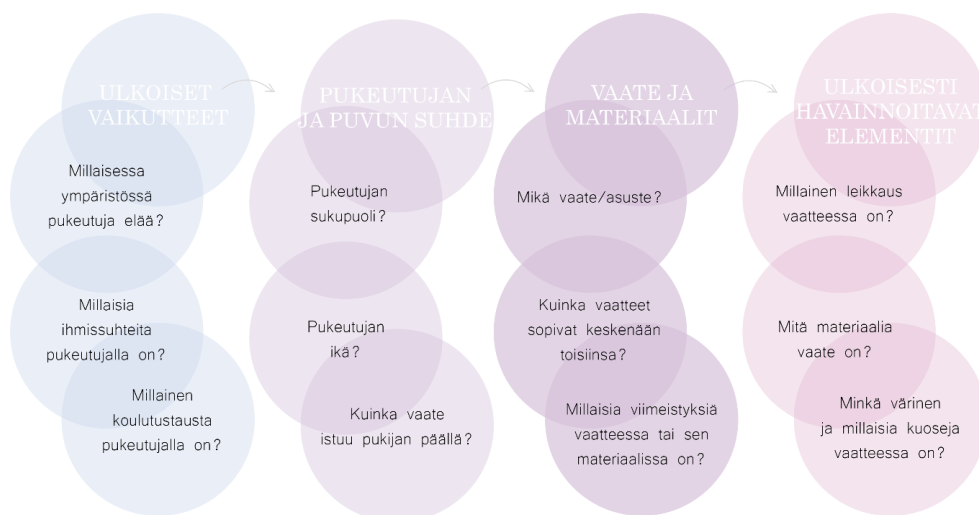 ULKOISET
VAIKUTTEET
Millaisessa
ympäristössä
pukeutuja elää?
Millaisia
ihmissuhteita
pukeutujalla on?
Millainen
koulutustausta
pukeutujalla on?
PUKEUTUJAN
JA PUVUN SUHDE
Pukeutujan
sukupuoli?
Pukeutujan
ikä?
Kuinka vaate
istuu pukijan päällä?
VAATE JA
MATERIAALIT
Mikä vaate/asuste?
Kuinka vaatteet
sopivat keskenään
toisiinsa?
Millaisia viimeistyksiä
vaatteessa tai sen
materiaalissa on?
ULKOISESTI
HAVAINNOITAVAT
ELEMENTIT
Millainen leikkaus
vaatteessa on?
Mitä materiaalia
vaate on?
Minkä värinen
ja millaisia kuoseja
vaatteessa on?